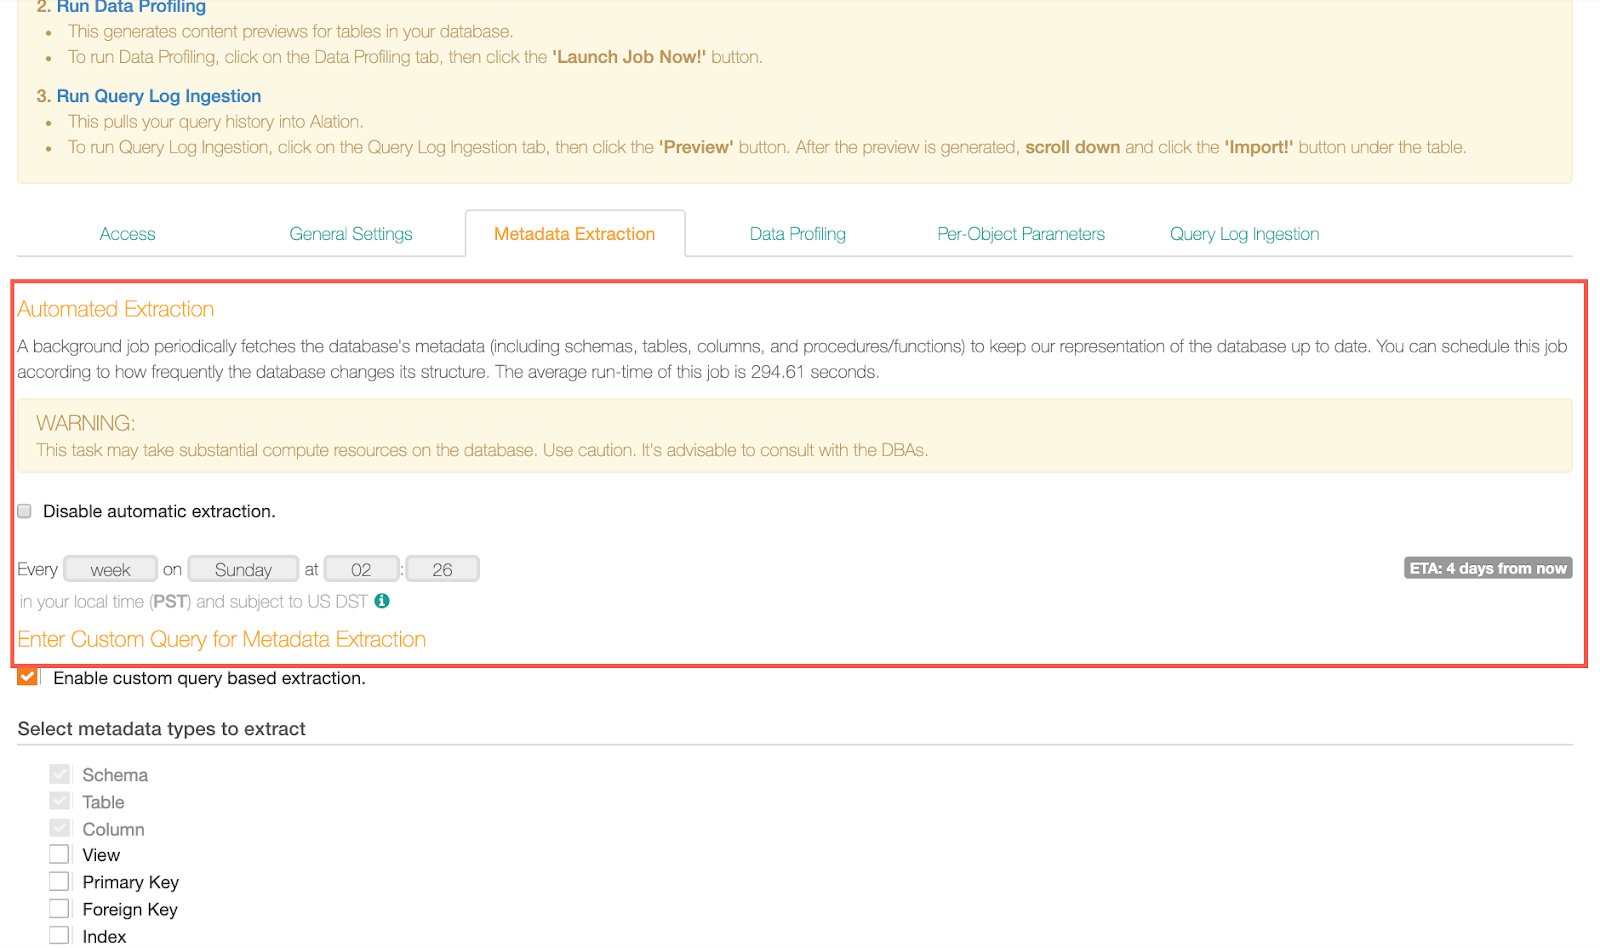 2. Run Data Profiling
• This generates content previews for tables in your database.
• To run Data Profiling, click on the Data Profiling tab, then click the 'Launch Job Now!' button.
3. Run Query Log Ingestion
• This pulls your query history into Alation.
• To run Query Log Ingestion, click on the Query Log Ingestion tab, then click the 'Preview' button. After the preview is generated, scroll down and click the 'Import!' button under the table.
Access General Settings Metadata Extraction Data Profiling Per-Object Parameters Query Log Ingestion
Automated Extraction
A background job periodically fetches the database's metadata (including schemas, tables, columns, and procedures/functions) to keep our representation of the database up to date. You can schedule this job
according to how frequently the database changes its structure. The average run-time of this job is 294.61 seconds.
WARNING:
This task may take substantial compute resources on the database. Use caution. It's advisable to consult with the DBAs.
Disable automatic extraction.
Every week on Sunday at 02 : 26 ETA: 4 days from now
in your local time (PST) and subject to US DST
Enter Custom Query for Metadata Extraction
Enable custom query based extraction.
Select metadata types to extract
Schema
Table
Column
View
Primary Key
Foreign Key
Index